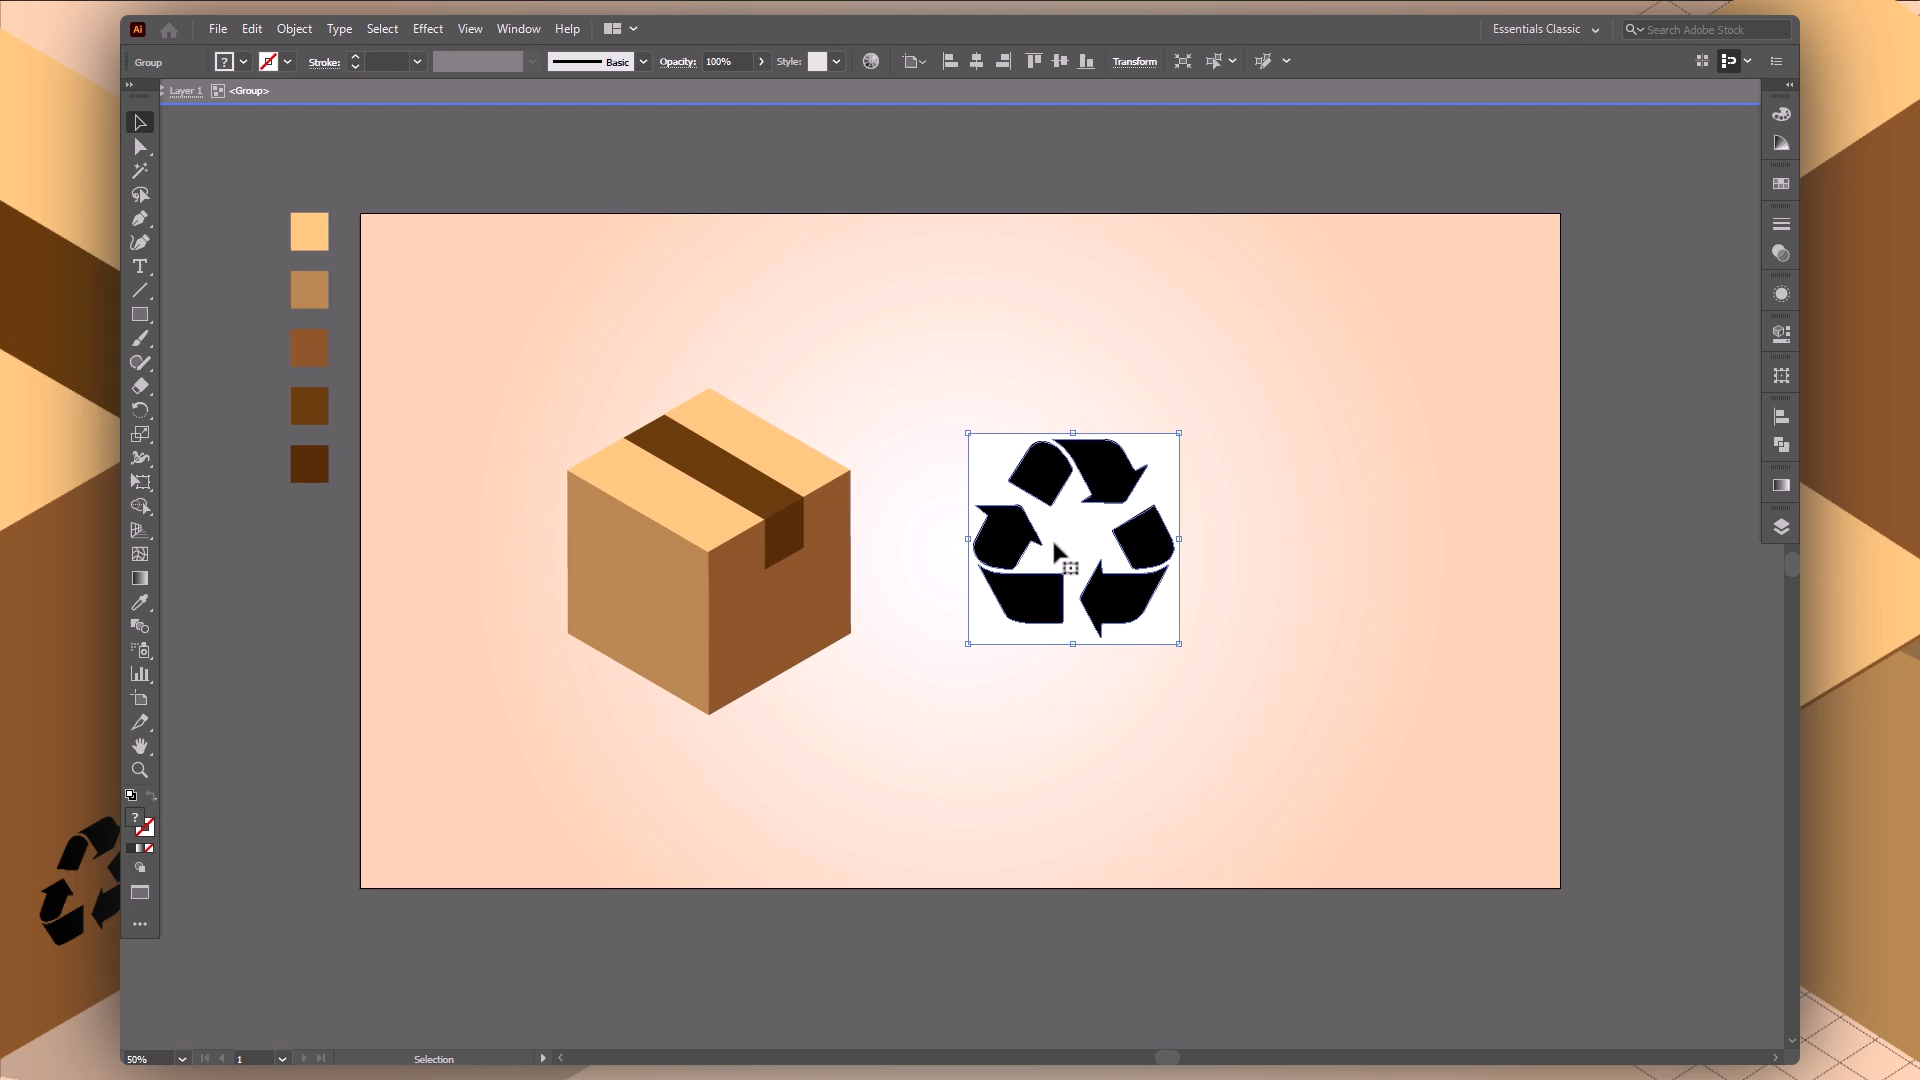 Ai File Edit Object Type Select Effect View Window Help Essentials Classic Search Adobe Stock
Group ? Stroke: Basic Opacity: 100% Style: Transform
Layer 1 <Group>
?
50% 1 Selection